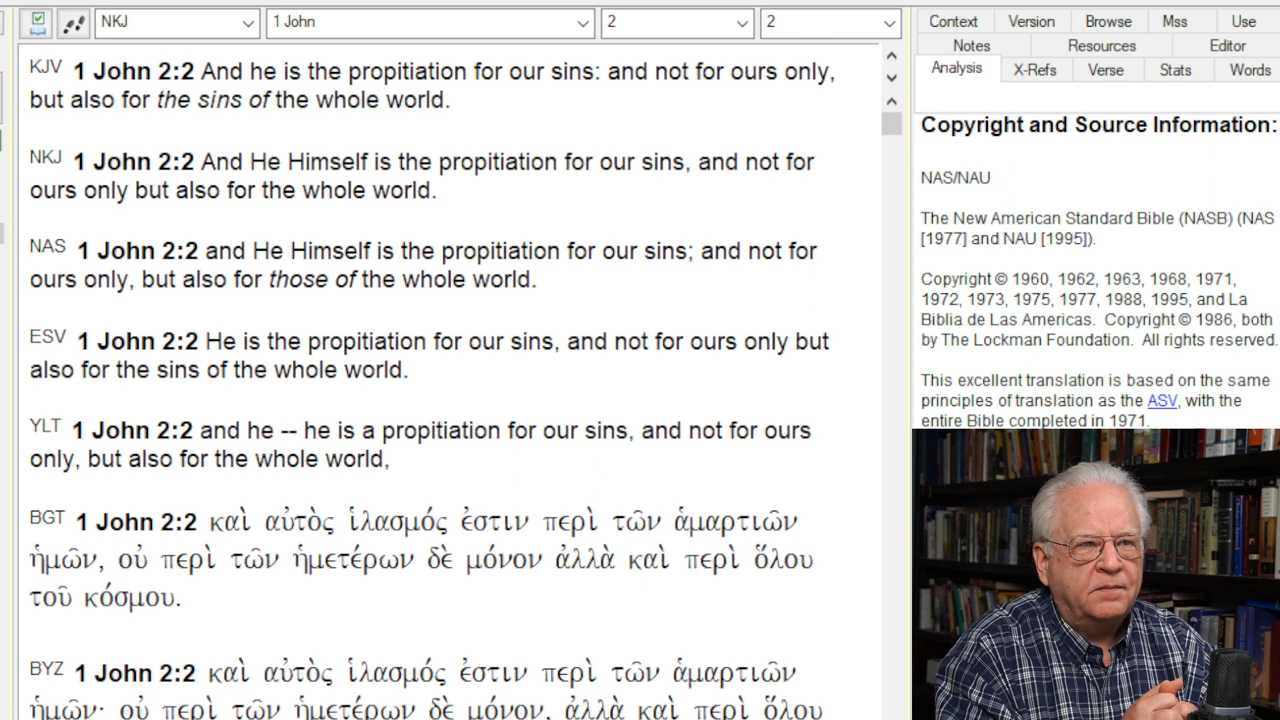 NKJ 1 John 2 2
KJV 1 John 2:2 And he is the propitiation for our sins: and not for ours only,
but also for the sins of the whole world.
NKJ 1 John 2:2 And He Himself is the propitiation for our sins, and not for
ours only but also for the whole world.
NAS 1 John 2:2 and He Himself is the propitiation for our sins; and not for
ours only, but also for those of the whole world.
ESV 1 John 2:2 He is the propitiation for our sins, and not for ours only but
also for the sins of the whole world.
YLT 1 John 2:2 and he -- he is a propitiation for our sins, and not for ours
only, but also for the whole world,
BGT 1 John 2:2 καὶ αὐτὸς ἱλασμός ἐστιν περὶ τῶν ἁμαρτιῶν
ἡμῶν, οὐ περὶ τῶν ἡμετέρων δὲ μόνον ἀλλὰ καὶ περὶ ὅλου
τοῦ κόσμου.
BYZ 1 John 2:2 καὶ αὐτὸς ἱλασμός ἐστιν περὶ τῶν ἁμαρτιῶν
ἡμῶν· οὐ περὶ τῶν ἡμετέρων δὲ μόνον, ἀλλὰ καὶ περὶ ὅλου
Context Version Browse Mss Use
Notes Resources Editor
Analysis X-Refs Verse Stats Words
Copyright and Source Information:
NAS/NAU
The New American Standard Bible (NASB) (NAS
[1977] and NAU [1995]).
Copyright © 1960, 1962, 1963, 1968, 1971,
1972, 1973, 1975, 1977, 1988, 1995, and La
Biblia de Las Americas. Copyright © 1986, both
by The Lockman Foundation. All rights reserved.
This excellent translation is based on the same
principles of translation as the ASV, with the
entire Bible completed in 1971.